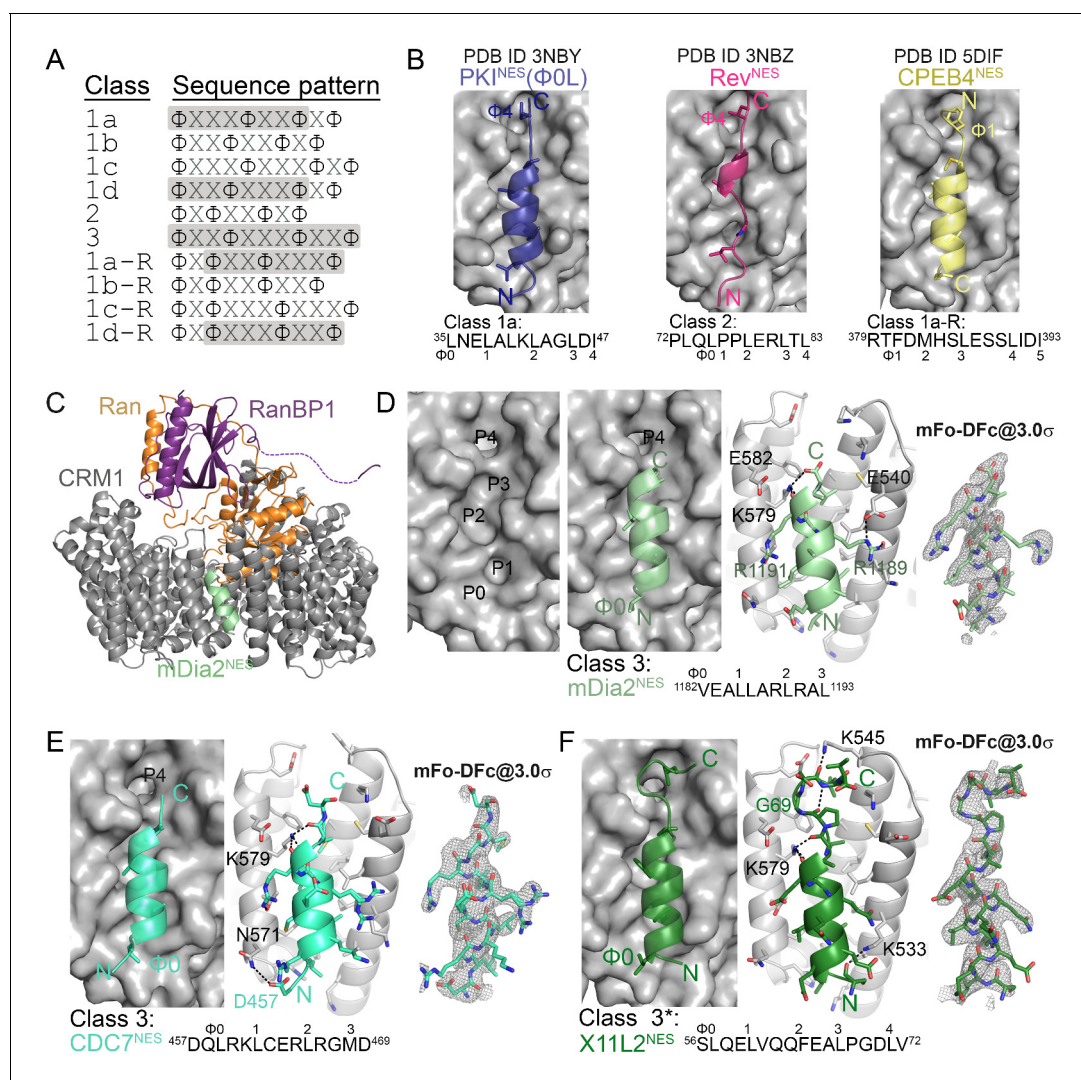 A
Class Sequence pattern
1a ΦXXXΦXXΦXΦ
1b ΦXXΦXXΦXΦ
1c ΦXXXΦXXXΦXΦ
1d ΦXXΦXXXΦXΦ
2 ΦXΦXXΦXΦ
3 ΦXXΦXXXΦXXΦ
1a-R ΦXΦXXΦXXXΦ
1b-R ΦXΦXXΦXXΦ
1c-R ΦXΦXXXΦXXXΦ
1d-R ΦXΦXXXΦXXΦ
B
PDB ID 3NBY
PKI^NES(Φ0L)
C
Φ4
N
Class 1a:
35LNELALKLAGLDI47
Φ0 1 2 3 4
PDB ID 3NBZ
Rev^NES
C
Φ4
N
Class 2:
72PLQLPPLERLTL83
Φ0 1 2 3 4
PDB ID 5DIF
CPEB4^NES
N
Φ1
C
Class 1a-R:
379RTFDMHSLESSLIDI393
Φ1 2 3 4 5
C
Ran
RanBP1
CRM1
mDia2^NES
D
P4
P3
P2
P1
P0
P4
C
Φ0
N
E582
K579
R1191
C
E540
R1189
N
mFo-DFc@3.0σ
Class 3:
mDia2^NES
Φ0 1 2 3
1182VEALLARLRAL1193
E
P4
C
N
Φ0
K579
N571
D457
C
N
mFo-DFc@3.0σ
Class 3:
CDC7^NES
Φ0 1 2 3
457DQLRKLCERLRGMD469
F
C
Φ0
N
K545
C
G69
K579
K533
N
mFo-DFc@3.0σ
Class 3*:
X11L2^NES
Φ0 1 2 3 4
56SLQELVQQFEALPGDLV72